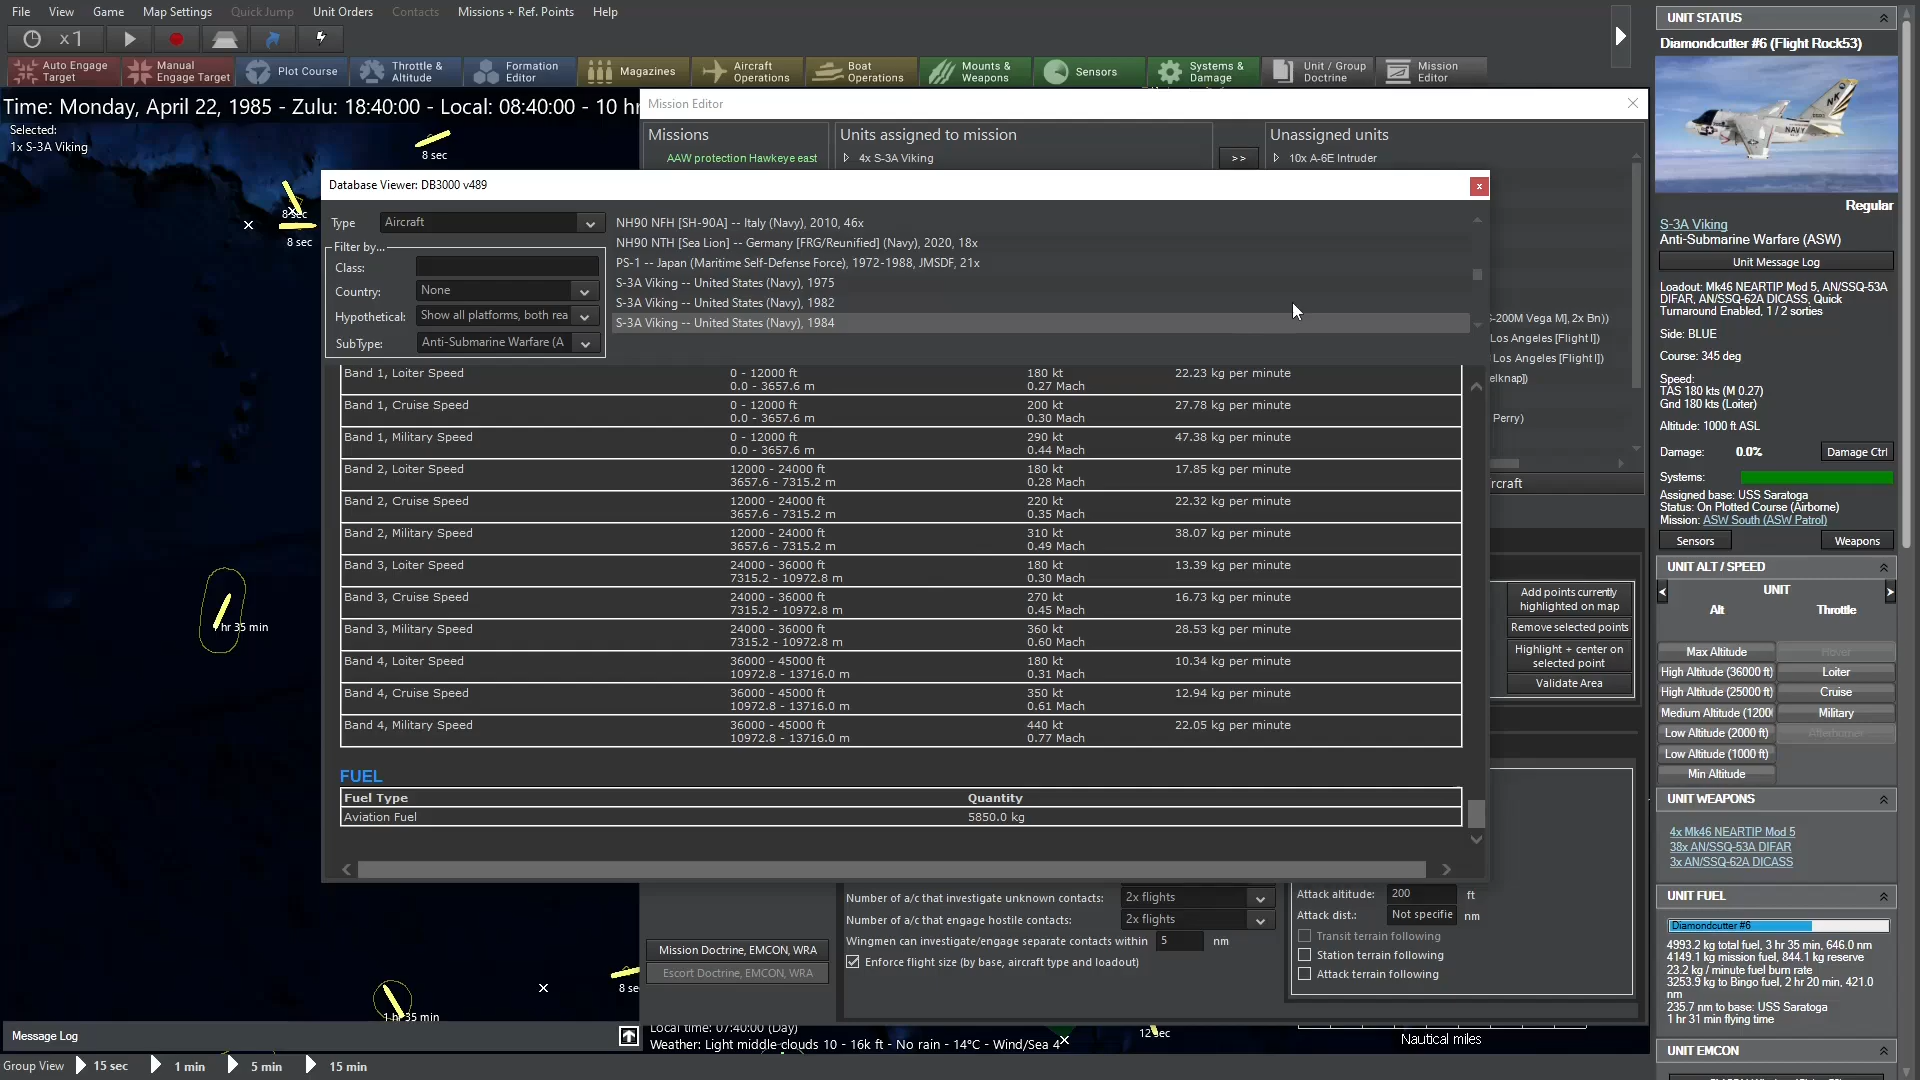 File View Game Map Settings Quick Jump Unit Orders Contacts Missions + Ref. Points Help
x 1
Auto Engage Target
Manual Engage Target
Plot Course
Throttle & Altitude
Formation Editor
Magazines
Aircraft Operations
Boat Operations
Mounts & Weapons
Sensors
Systems & Damage
Unit / Group Doctrine
Mission Editor
Time: Monday, April 22, 1985 - Zulu: 18:40:00 - Local: 08:40:00 - 10 hr
Selected:
1x S-3A Viking
8 sec
8 sec
8 sec
hr 35 min
1 hr 35 min
8 se
12 sec
Mission Editor
Missions
AAW protection Hawkeye east
Units assigned to mission
4x S-3A Viking
>>
Unassigned units
10x A-6E Intruder
Database Viewer: DB3000 v489
x
Type Aircraft
Filter by...
Class:
Country: None
Hypothetical: Show all platforms, both rea
SubType: Anti-Submarine Warfare (A
NH90 NFH [SH-90A] -- Italy (Navy), 2010, 46x
NH90 NTH [Sea Lion] -- Germany [FRG/Reunified] (Navy), 2020, 18x
PS-1 -- Japan (Maritime Self-Defense Force), 1972-1988, JMSDF, 21x
S-3A Viking -- United States (Navy), 1975
S-3A Viking -- United States (Navy), 1982
S-3A Viking -- United States (Navy), 1984
Band 1, Loiter Speed 0 - 12000 ft 180 kt 22.23 kg per minute
0.0 - 3657.6 m 0.27 Mach
Band 1, Cruise Speed 0 - 12000 ft 200 kt 27.78 kg per minute
0.0 - 3657.6 m 0.30 Mach
Band 1, Military Speed 0 - 12000 ft 290 kt 47.38 kg per minute
0.0 - 3657.6 m 0.44 Mach
Band 2, Loiter Speed 12000 - 24000 ft 180 kt 17.85 kg per minute
3657.6 - 7315.2 m 0.28 Mach
Band 2, Cruise Speed 12000 - 24000 ft 220 kt 22.32 kg per minute
3657.6 - 7315.2 m 0.35 Mach
Band 2, Military Speed 12000 - 24000 ft 310 kt 38.07 kg per minute
3657.6 - 7315.2 m 0.49 Mach
Band 3, Loiter Speed 24000 - 36000 ft 180 kt 13.39 kg per minute
7315.2 - 10972.8 m 0.30 Mach
Band 3, Cruise Speed 24000 - 36000 ft 270 kt 16.73 kg per minute
7315.2 - 10972.8 m 0.45 Mach
Band 3, Military Speed 24000 - 36000 ft 360 kt 28.53 kg per minute
7315.2 - 10972.8 m 0.60 Mach
Band 4, Loiter Speed 36000 - 45000 ft 180 kt 10.34 kg per minute
10972.8 - 13716.0 m 0.31 Mach
Band 4, Cruise Speed 36000 - 45000 ft 350 kt 12.94 kg per minute
10972.8 - 13716.0 m 0.61 Mach
Band 4, Military Speed 36000 - 45000 ft 440 kt 22.05 kg per minute
10972.8 - 13716.0 m 0.77 Mach
FUEL
Fuel Type Quantity
Aviation Fuel 5850.0 kg
-200M Vega M], 2x Bn))
Los Angeles [Flight I])
Los Angeles [Flight I])
elknap])
Perry)
rcraft
Add points currently
highlighted on map
Remove selected points
Highlight + center on
selected point
Validate Area
Number of a/c that investigate unknown contacts: 2x flights
Number of a/c that engage hostile contacts: 2x flights
Wingmen can investigate/engage separate contacts within 5 nm
Enforce flight size (by base, aircraft type and loadout)
Attack altitude: 200 ft
Attack dist.: Not specifie nm
Transit terrain following
Station terrain following
Attack terrain following
Mission Doctrine, EMCON, WRA
Escort Doctrine, EMCON, WRA
Message Log
Local time: 07:40:00 (Day)
Weather: Light middle clouds 10 - 16k ft - No rain - 14°C - Wind/Sea 4
Nautical miles
Group View 15 sec 1 min 5 min 15 min
UNIT STATUS
Diamondcutter #6 (Flight Rock53)
NK
NAVY
Regular
S-3A Viking
Anti-Submarine Warfare (ASW)
Unit Message Log
Loadout: Mk46 NEARTIP Mod 5, AN/SSQ-53A
DIFAR, AN/SSQ-62A DICASS, Quick
Turnaround Enabled, 1 / 2 sorties
Side: BLUE
Course: 345 deg
Speed:
TAS 180 kts (M 0.27)
Gnd 180 kts (Loiter)
Altitude: 1000 ft ASL
Damage: 0.0% Damage Ctrl
Systems:
Assigned base: USS Saratoga
Status: On Plotted Course (Airborne)
Mission: ASW South (ASW Patrol)
Sensors Weapons
UNIT ALT / SPEED
< UNIT >
Alt Throttle
Max Altitude Hover
High Altitude (36000 ft) Loiter
High Altitude (25000 ft) Cruise
Medium Altitude (1200 Military
Low Altitude (2000 ft) Afterburner
Low Altitude (1000 ft)
Min Altitude
UNIT WEAPONS
4x Mk46 NEARTIP Mod 5
38x AN/SSQ-53A DIFAR
3x AN/SSQ-62A DICASS
UNIT FUEL
Diamondcutter #6
4993.2 kg total fuel, 3 hr 35 min, 646.0 nm
4149.1 kg mission fuel, 844.1 kg reserve
23.2 kg / minute fuel burn rate
3253.9 kg to Bingo fuel, 2 hr 20 min, 421.0
nm
235.7 nm to base: USS Saratoga
1 hr 31 min flying time
UNIT EMCON